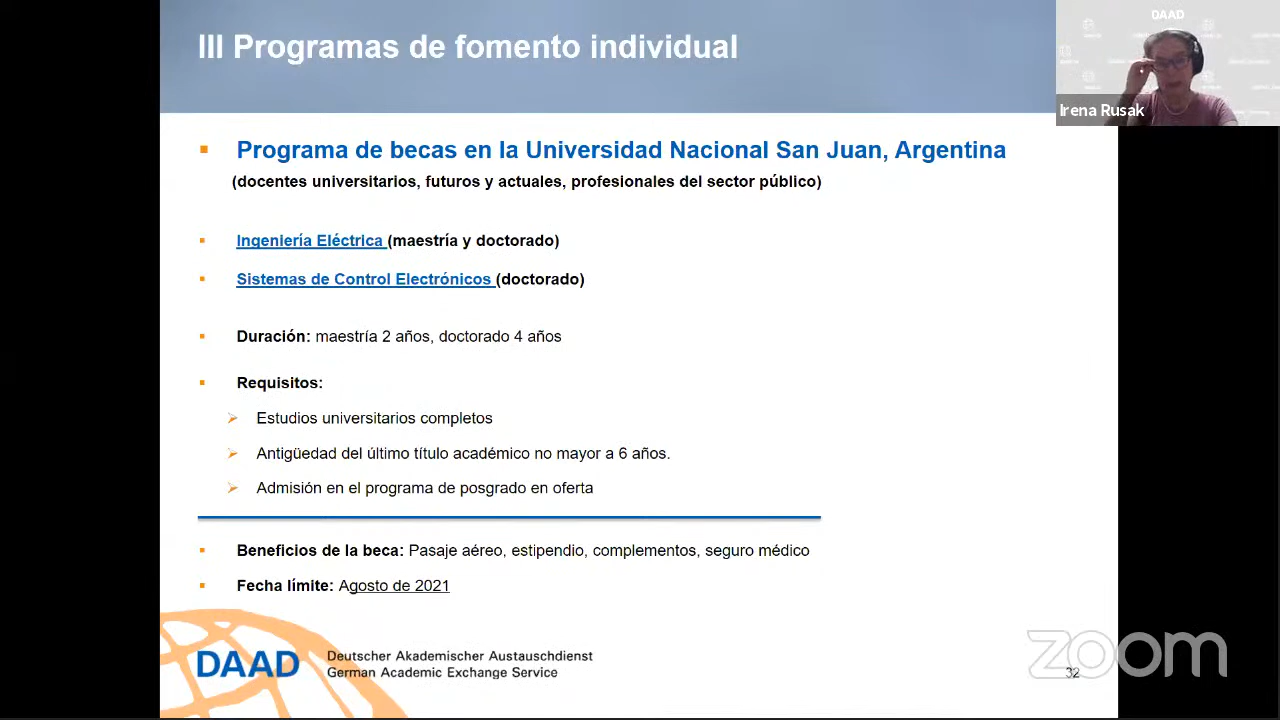 III Programas de fomento individual
DAAD
Irena Rusak
Programa de becas en la Universidad Nacional San Juan, Argentina
(docentes universitarios, futuros y actuales, profesionales del sector público)
Ingeniería Eléctrica (maestría y doctorado)
Sistemas de Control Electrónicos (doctorado)
Duración: maestría 2 años, doctorado 4 años
Requisitos:
Estudios universitarios completos
Antigüedad del último título académico no mayor a 6 años.
Admisión en el programa de posgrado en oferta
Beneficios de la beca: Pasaje aéreo, estipendio, complementos, seguro médico
Fecha límite: Agosto de 2021
DAAD
Deutscher Akademischer Austauschdienst
German Academic Exchange Service
zoom
32